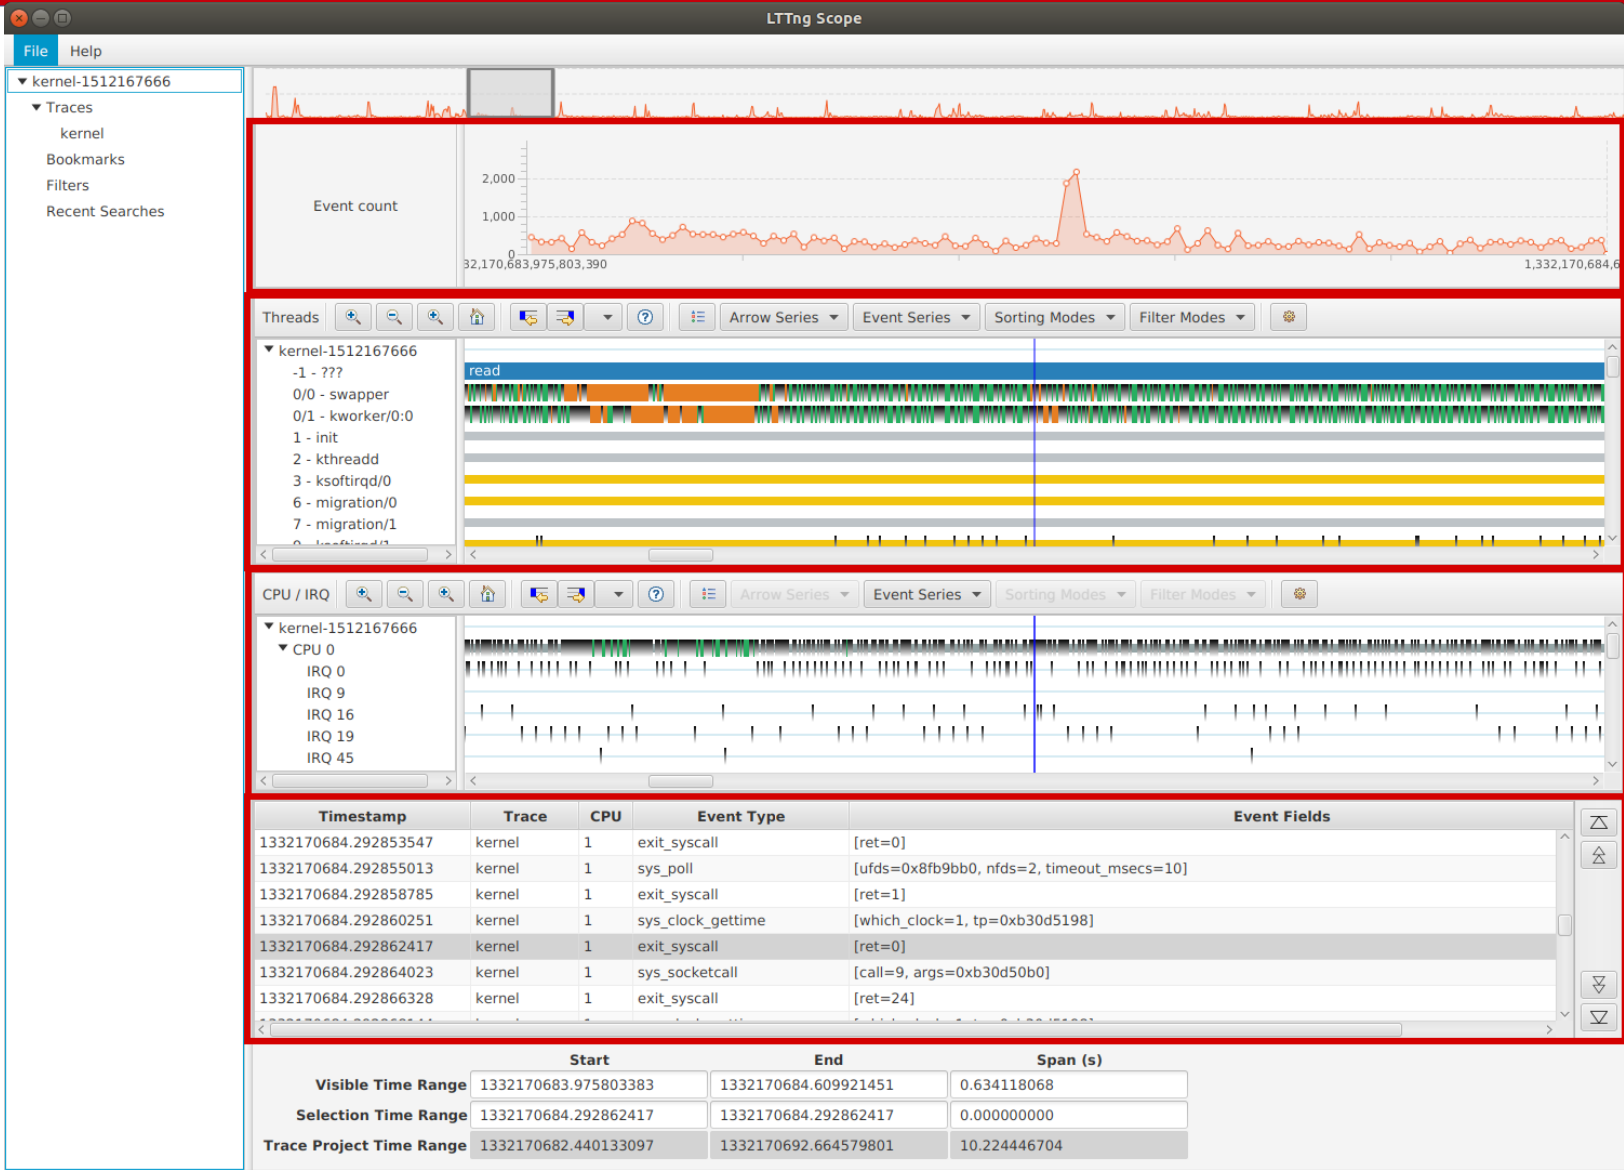 LTTng Scope
File Help
kernel-1512167666
Traces
kernel
Bookmarks
Filters
Recent Searches
Event count
2,000
1,000
0
32,170,683,975,803,390 1,332,170,684,6
Threads Arrow Series Event Series Sorting Modes Filter Modes
kernel-1512167666
-1 - ???
read
0/0 - swapper
0/1 - kworker/0:0
1 - init
2 - kthreadd
3 - ksoftirqd/0
6 - migration/0
7 - migration/1
CPU / IRQ Arrow Series Event Series Sorting Modes Filter Modes
kernel-1512167666
CPU 0
IRQ 0
IRQ 9
IRQ 16
IRQ 19
IRQ 45
Timestamp Trace CPU Event Type Event Fields
1332170684.292853547 kernel 1 exit_syscall [ret=0]
1332170684.292855013 kernel 1 sys_poll [ufds=0x8fb9bb0, nfds=2, timeout_msecs=10]
1332170684.292858785 kernel 1 exit_syscall [ret=1]
1332170684.292860251 kernel 1 sys_clock_gettime [which_clock=1, tp=0xb30d5198]
1332170684.292862417 kernel 1 exit_syscall [ret=0]
1332170684.292864023 kernel 1 sys_socketcall [call=9, args=0xb30d50b0]
1332170684.292866328 kernel 1 exit_syscall [ret=24]
Start End Span (s)
Visible Time Range 1332170683.975803383 1332170684.609921451 0.634118068
Selection Time Range 1332170684.292862417 1332170684.292862417 0.000000000
Trace Project Time Range 1332170682.440133097 1332170692.664579801 10.224446704